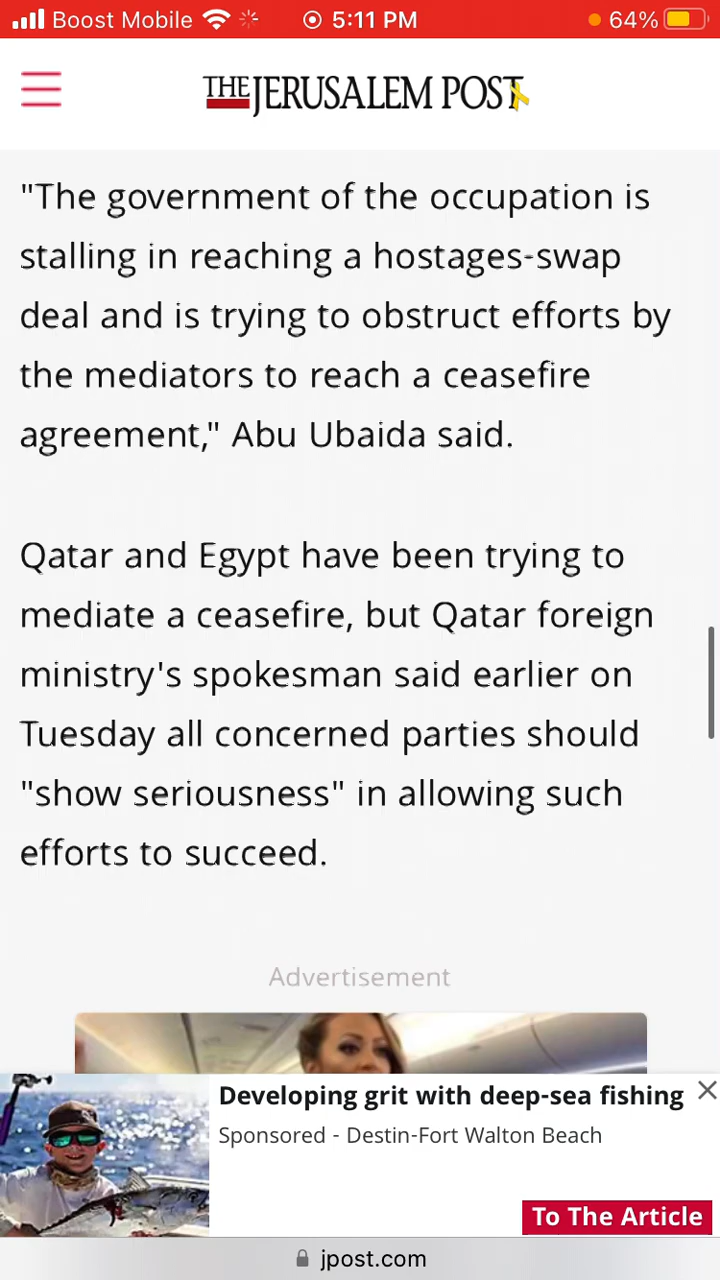 Boost Mobile 5:11 PM 64%
THE JERUSALEM POST
"The government of the occupation is
stalling in reaching a hostages-swap
deal and is trying to obstruct efforts by
the mediators to reach a ceasefire
agreement," Abu Ubaida said.
Qatar and Egypt have been trying to
mediate a ceasefire, but Qatar foreign
ministry's spokesman said earlier on
Tuesday all concerned parties should
"show seriousness" in allowing such
efforts to succeed.
Advertisement
Developing grit with deep-sea fishing
Sponsored - Destin-Fort Walton Beach
To The Article
jpost.com